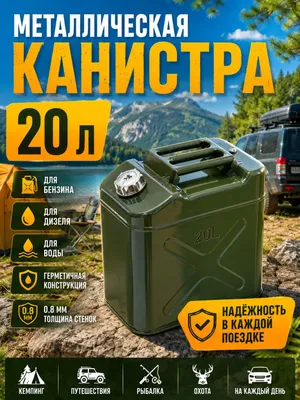 МЕТАЛЛИЧЕСКАЯ
КАНИСТРА
20 л
ДЛЯ
БЕНЗИНА
ДЛЯ
ДИЗЕЛЯ
ДЛЯ
ВОДЫ
ГЕРМЕТИЧНАЯ
КОНСТРУКЦИЯ
0.8
ММ
0.8 ММ
ТОЛЩИНА СТЕНОК
20L
НАДЁЖНОСТЬ
В КАЖДОЙ
ПОЕЗДКЕ
КЕМПИНГ
ПУТЕШЕСТВИЯ
РЫБАЛКА
ОХОТА
НА КАЖДЫЙ ДЕНЬ